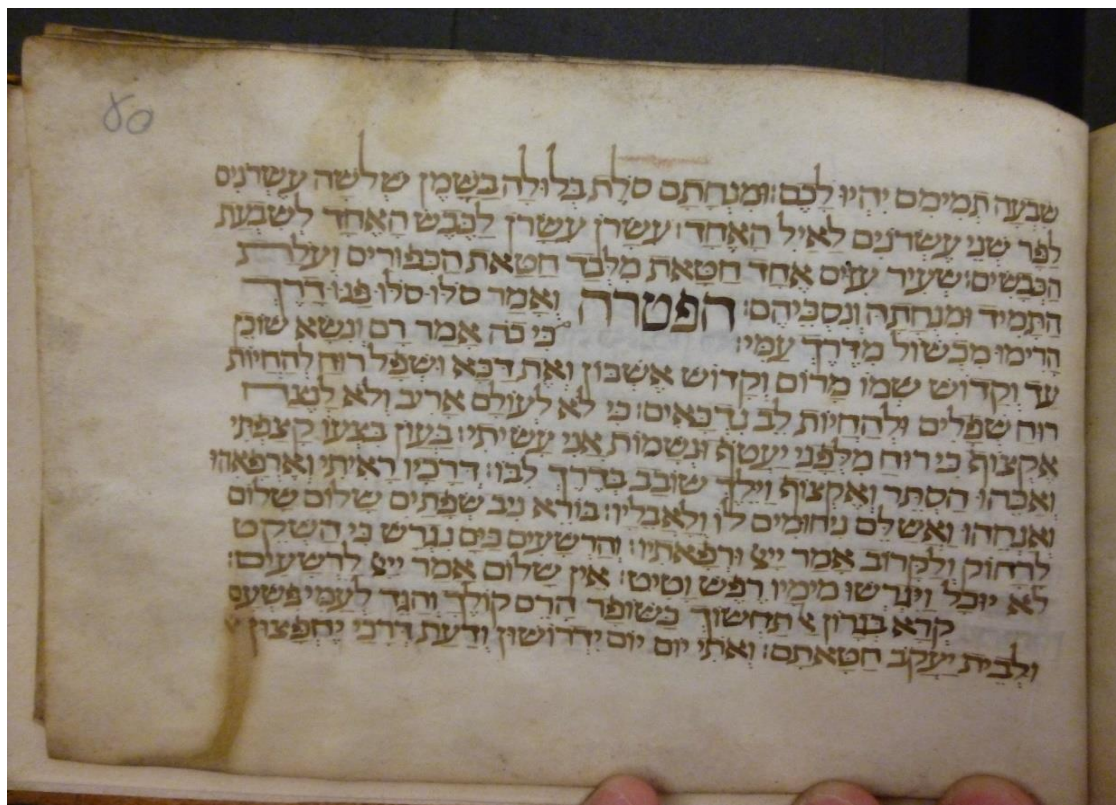 80
שבעה תמימם יהיו לכם: ומנחתם סלת בלולה בשמן שלשה עשרנים
לפר שני עשרנים לאיל האחד: עשרן עשרן לכבש האחד לשבעת
הכבשים: שעיר עזים אחד חטאת מלבד חטאת הכפורים ועלת
התמיד ומנחתה ונסכיהם: הפטרה ואמר סלו סלו פנו דרך
הרימו מכשול מדרך עמי: כי כה אמר רם ונשא שוכן
עד וקדוש שמו מרום וקדוש אשכון ואת דכא ושפל רוח להחיות
רוח שפלים ולהחיות לב נדכאים: כי לא לעולם אריב ולא לנצח
אקצוף כי רוח מלפני יעטף ונשמות אני עשיתי: בעון בצעו קצפתי
ואכהו הסתר ואקצוף וילך שובב בדרך לבו: דרכיו ראיתי וארפאהו
ואנחהו ואשלם ניחומים לו ולאבליו: בורא ניב שפתים שלום שלום
לרחוק ולקרוב אמר ייצ ורפאתיו: והרשעים כים נגרש כי השקט
לא יוכל ויגרשו מימיו רפש וטיט: אין שלום אמר ייצ לרשעים:
קרא בגרון תחשוך כשופר הרם קולך והגד לעמי פשעם
ולבית יעקב חטאתם: ואתי יום יום ידרושון ודעת דרכי יחפצון